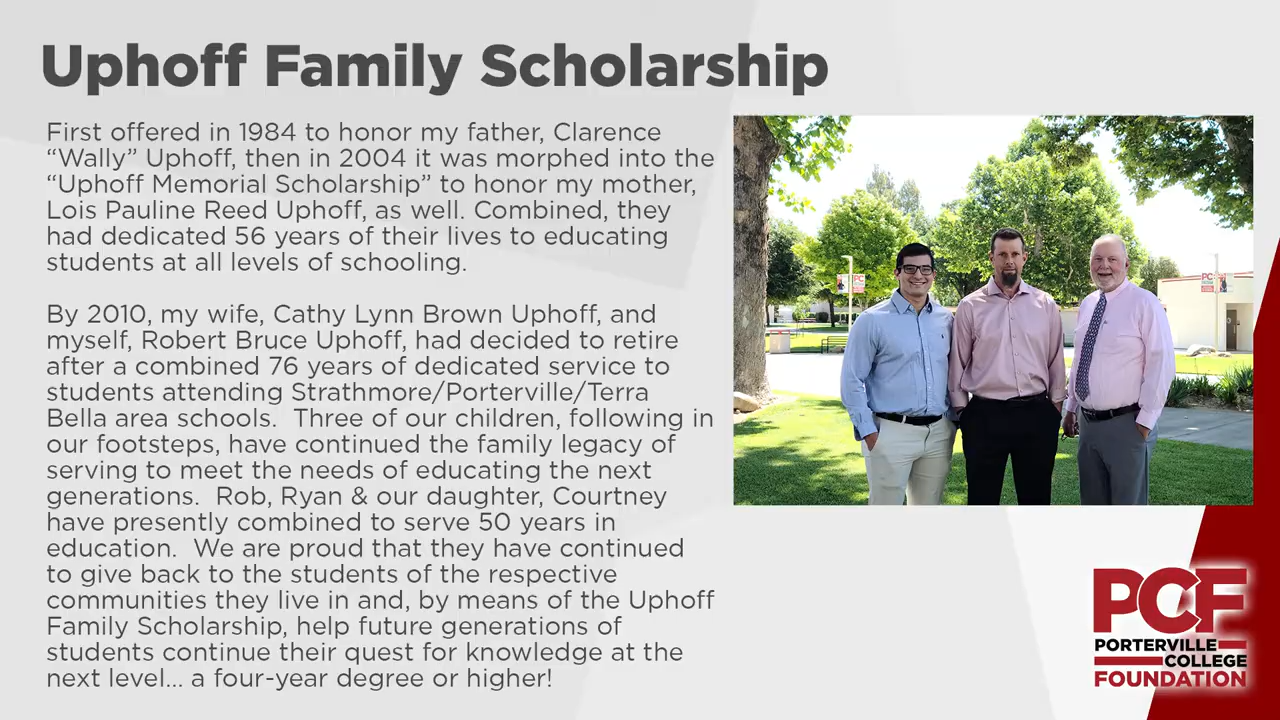 Uphoff Family Scholarship
First offered in 1984 to honor my father, Clarence
“Wally” Uphoff, then in 2004 it was morphed into the
“Uphoff Memorial Scholarship” to honor my mother,
Lois Pauline Reed Uphoff, as well. Combined, they
had dedicated 56 years of their lives to educating
students at all levels of schooling.
By 2010, my wife, Cathy Lynn Brown Uphoff, and
myself, Robert Bruce Uphoff, had decided to retire
after a combined 76 years of dedicated service to
students attending Strathmore/Porterville/Terra
Bella area schools.  Three of our children, following in
our footsteps, have continued the family legacy of
serving to meet the needs of educating the next
generations.  Rob, Ryan & our daughter, Courtney
have presently combined to serve 50 years in
education.  We are proud that they have continued
to give back to the students of the respective
communities they live in and, by means of the Uphoff
Family Scholarship, help future generations of
students continue their quest for knowledge at the
next level... a four-year degree or higher!
PC
PC
PCF
PORTERVILLE
COLLEGE
FOUNDATION